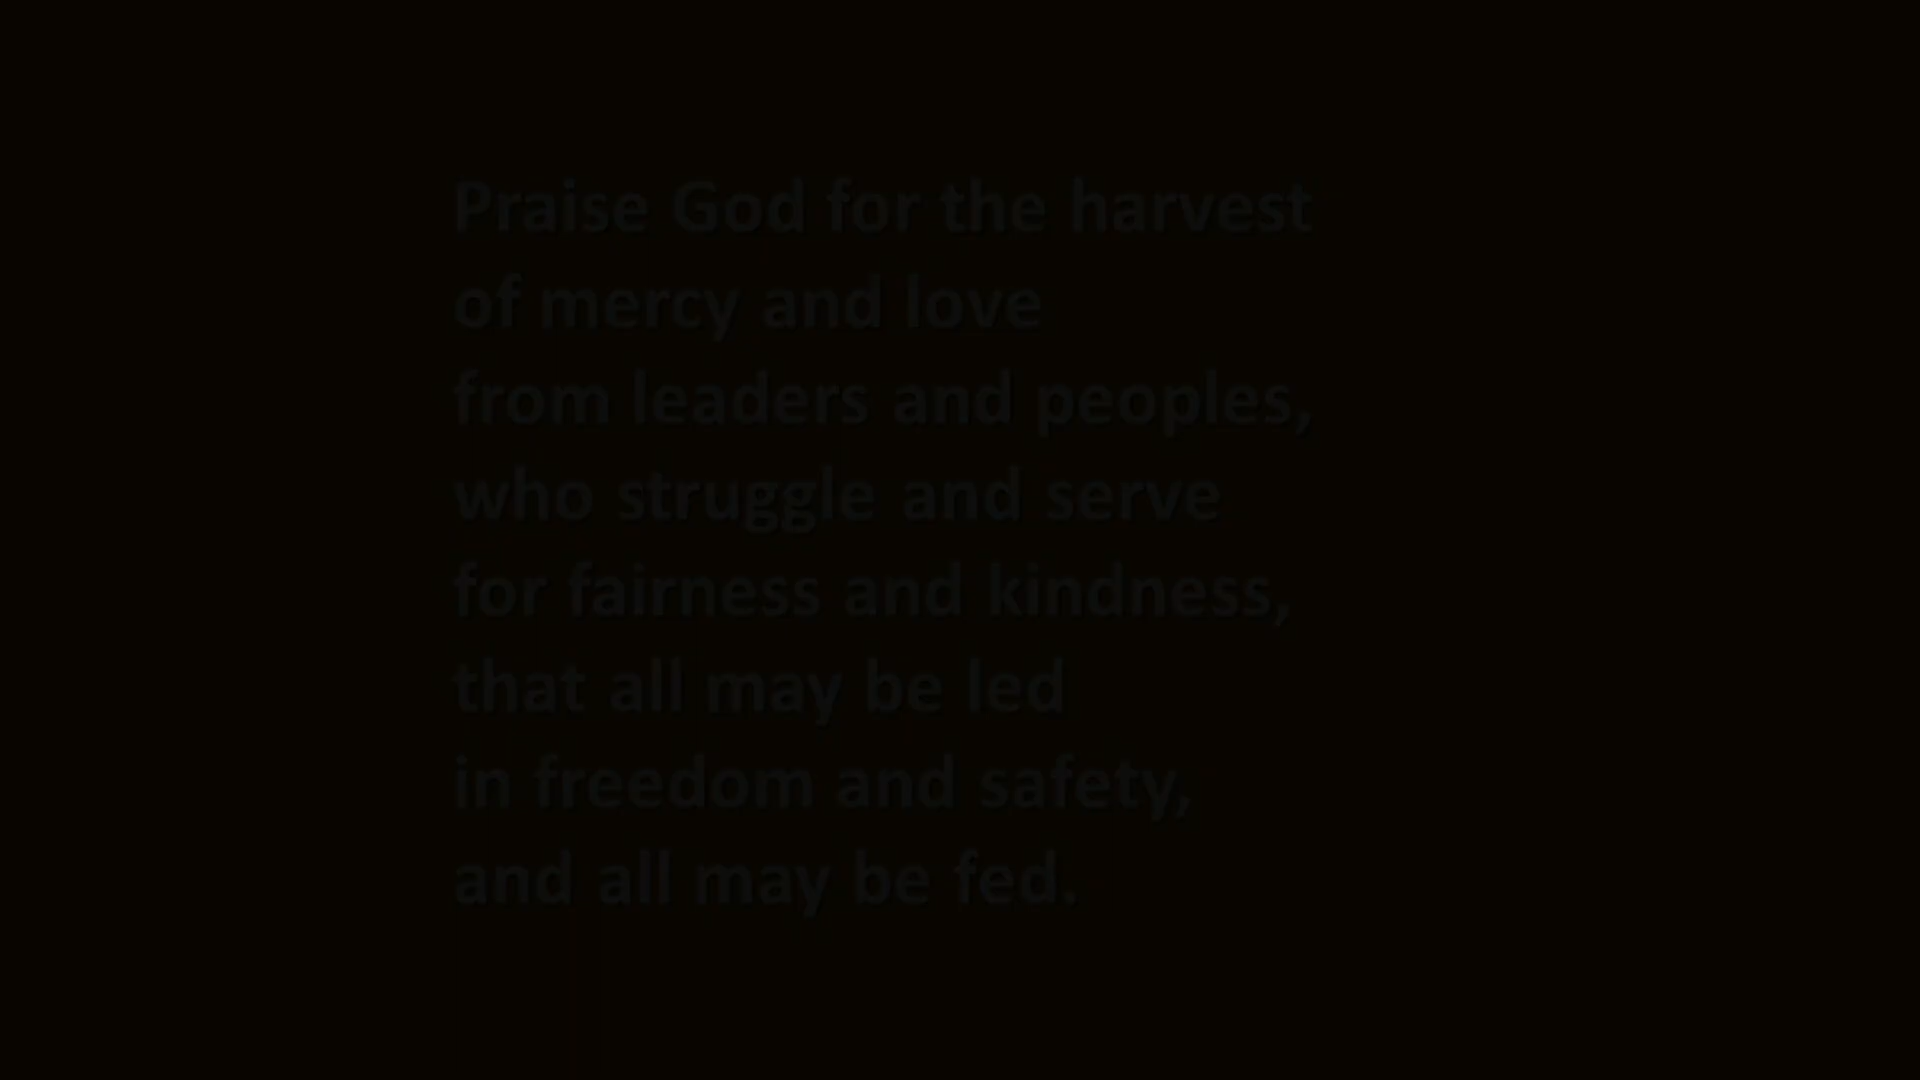 Praise God for the harvest
of mercy and love
from leaders and peoples,
who struggle and serve
for fairness and kindness,
that all may be led
in freedom and safety,
and all may be fed.